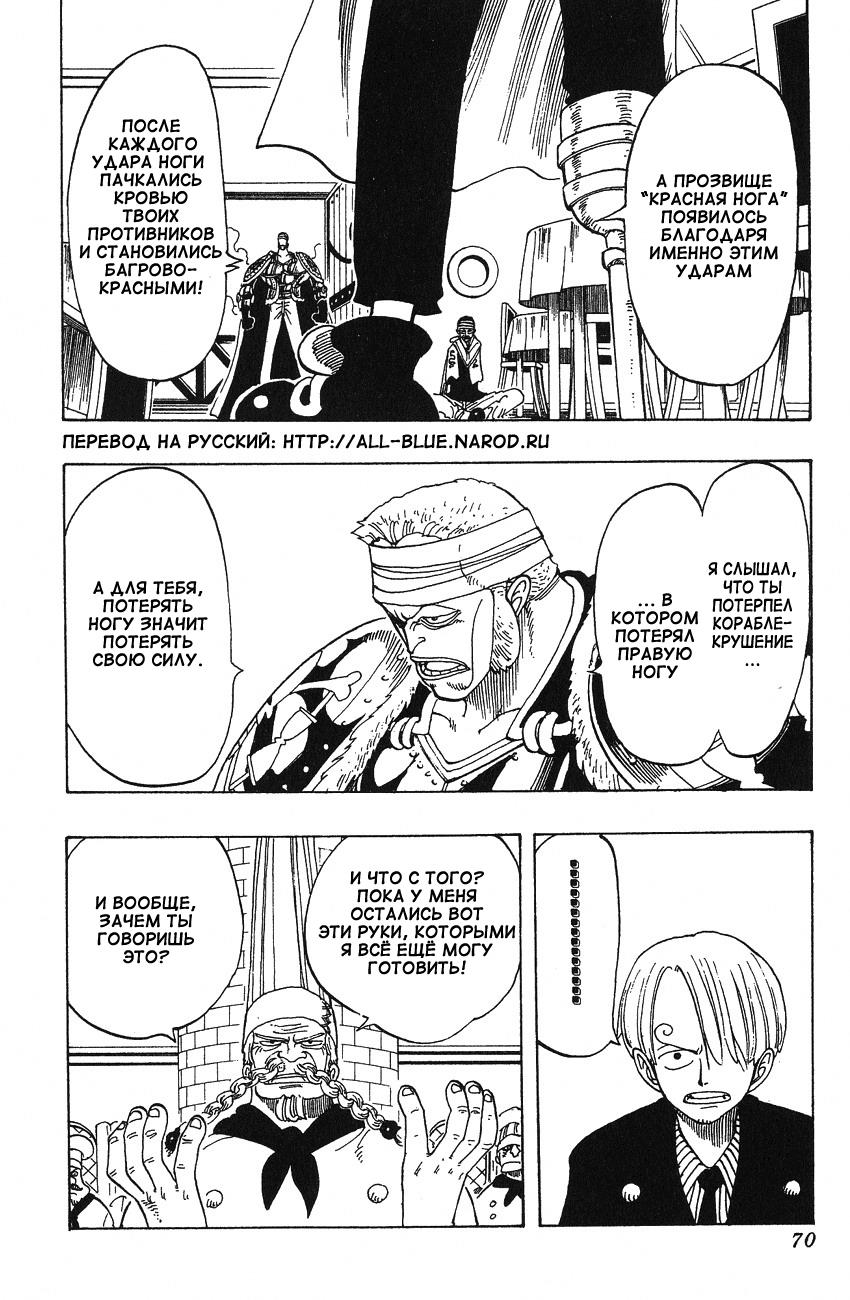 А ПРОЗВИЩЕ
"КРАСНАЯ НОГА"
ПОЯВИЛОСЬ
БЛАГОДАРЯ
ИМЕННО ЭТИМ
УДАРАМ
ПОСЛЕ
КАЖДОГО
УДАРА НОГИ
ПАЧКАЛИСЬ
КРОВЬЮ
ТВОИХ
ПРОТИВНИКОВ
И СТАНОВИЛИСЬ
БАГРОВО-
КРАСНЫМИ!
ПЕРЕВОД НА РУССКИЙ: HTTP://ALL-BLUE.NAROD.RU
Я СЛЫШАЛ,
ЧТО ТЫ
ПОТЕРПЕЛ
КОРАБЛЕ-
КРУШЕНИЕ
...
... В
КОТОРОМ
ПОТЕРЯЛ
ПРАВУЮ
НОГУ
А ДЛЯ ТЕБЯ,
ПОТЕРЯТЬ
НОГУ ЗНАЧИТ
ПОТЕРЯТЬ
СВОЮ СИЛУ.
...............
И ЧТО С ТОГО?
ПОКА У МЕНЯ
ОСТАЛИСЬ ВОТ
ЭТИ РУКИ, КОТОРЫМИ
Я ВСЁ ЕЩЁ МОГУ
ГОТОВИТЬ!
И ВООБЩЕ,
ЗАЧЕМ ТЫ
ГОВОРИШЬ
ЭТО?
70